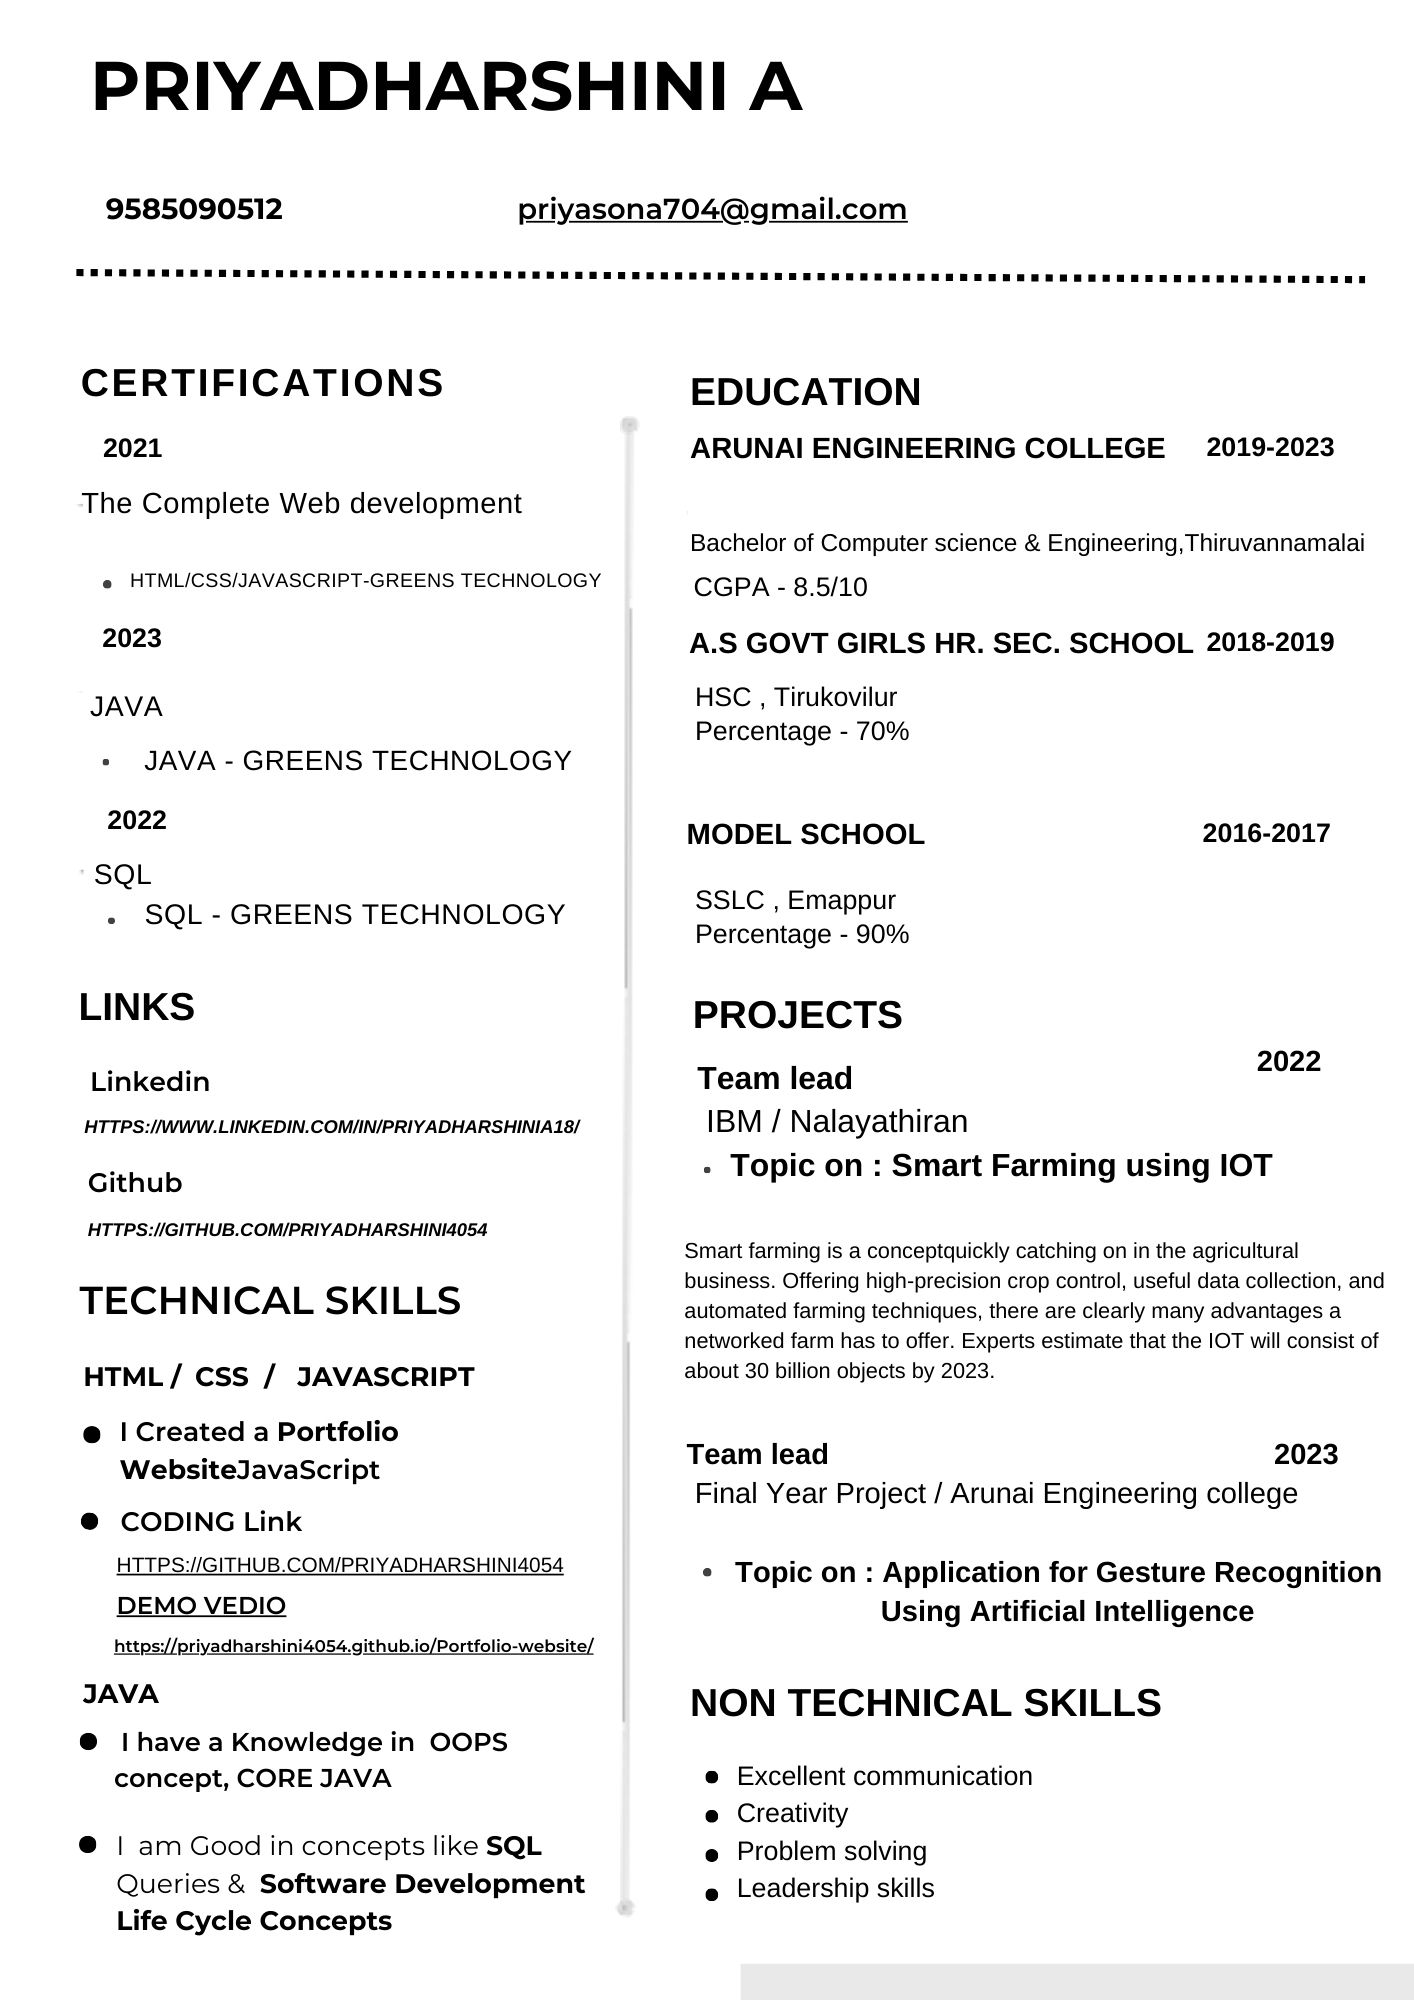 PRIYADHARSHINI A
9585090512
priyasona704@gmail.com
CERTIFICATIONS
2021
The Complete Web development
HTML/CSS/JAVASCRIPT-GREENS TECHNOLOGY
2023
JAVA
JAVA - GREENS TECHNOLOGY
2022
SQL
SQL - GREENS TECHNOLOGY
LINKS
Linkedin
HTTPS://WWW.LINKEDIN.COM/IN/PRIYADHARSHINIA18/
Github
HTTPS://GITHUB.COM/PRIYADHARSHINI4054
TECHNICAL SKILLS
HTML / CSS / JAVASCRIPT
I Created a Portfolio
WebsiteJavaScript
CODING Link
HTTPS://GITHUB.COM/PRIYADHARSHINI4054
DEMO VEDIO
https://priyadharshini4054.github.io/Portfolio-website/
JAVA
I have a Knowledge in OOPS
concept, CORE JAVA
I am Good in concepts like SQL
Queries & Software Development
Life Cycle Concepts
EDUCATION
ARUNAI ENGINEERING COLLEGE 2019-2023
Bachelor of Computer science & Engineering,Thiruvannamalai
CGPA - 8.5/10
A.S GOVT GIRLS HR. SEC. SCHOOL 2018-2019
HSC , Tirukovilur
Percentage - 70%
MODEL SCHOOL 2016-2017
SSLC , Emappur
Percentage - 90%
PROJECTS
2022
Team lead
IBM / Nalayathiran
Topic on : Smart Farming using IOT
Smart farming is a conceptquickly catching on in the agricultural
business. Offering high-precision crop control, useful data collection, and
automated farming techniques, there are clearly many advantages a
networked farm has to offer. Experts estimate that the IOT will consist of
about 30 billion objects by 2023.
Team lead 2023
Final Year Project / Arunai Engineering college
Topic on : Application for Gesture Recognition
Using Artificial Intelligence
NON TECHNICAL SKILLS
Excellent communication
Creativity
Problem solving
Leadership skills